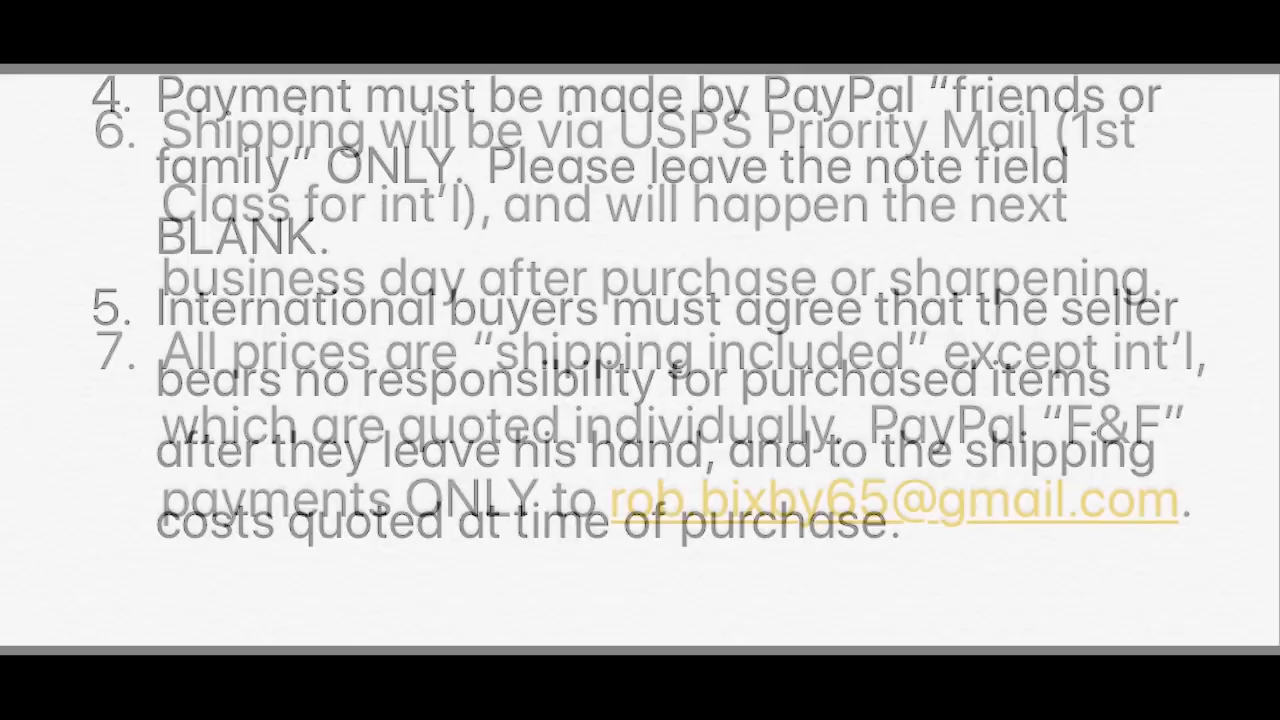 4. Payment must be made by PayPal “friends or
family” ONLY. Please leave the note field
BLANK.
5. International buyers must agree that the seller
bears no responsibility for purchased items
after they leave his hand, and to the shipping
costs quoted at time of purchase.
6. Shipping will be via USPS Priority Mail (1st
Class for int’l), and will happen the next
business day after purchase or sharpening.
7. All prices are “shipping included” except int’l,
which are quoted individually. PayPal “F&F”
payments ONLY to rob.bixby65@gmail.com.